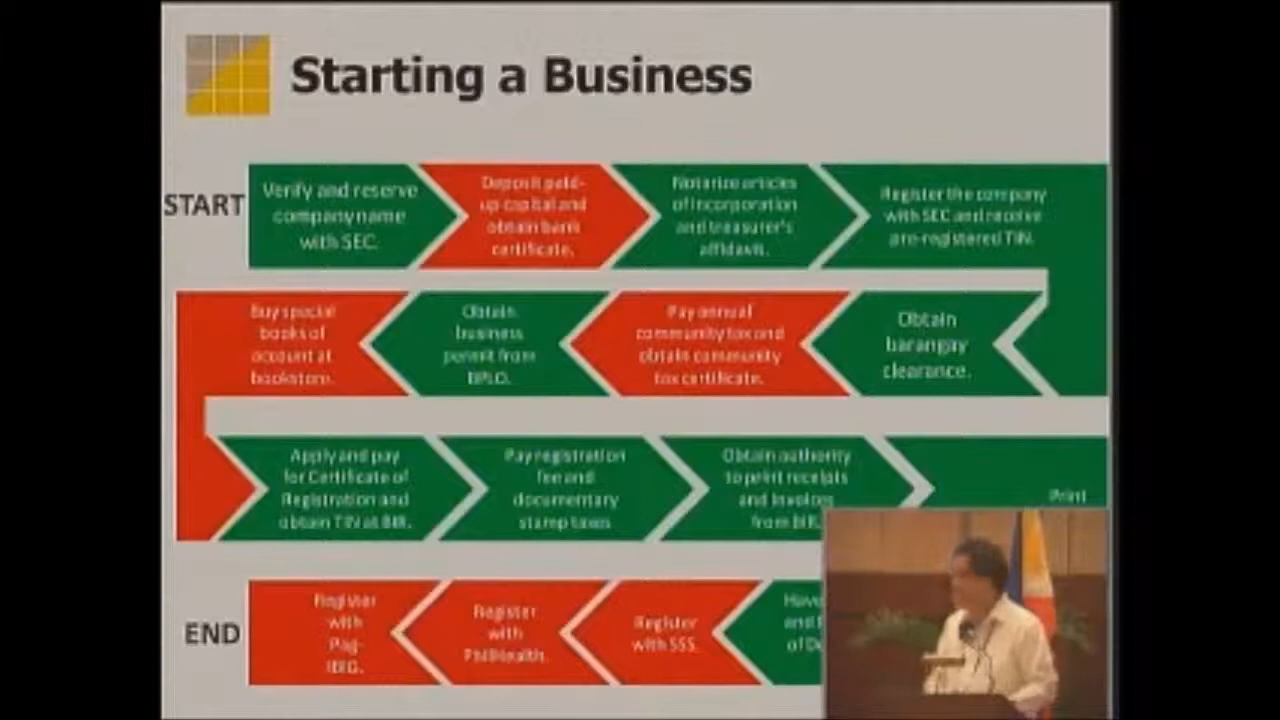 Starting a Business
START
Verify and reserve
company name
with SEC.
Deposit paid-
up capital and
obtain bank
certificate.
Notarize articles
of incorporation
and treasurer's
affidavit.
Register the company
with SEC and receive
pre-registered TIN.
Obtain
barangay
clearance.
Pay annual
community tax and
obtain community
tax certificate.
Obtain
business
permit from
BPLO.
Buy special
books of
account at
bookstore.
Apply and pay
for Certificate of
Registration and
obtain TIN at BIR.
Pay registration
fee and
documentary
stamp taxes
Obtain authority
to print receipts
and invoices
from BIR.
Print
Have
and
of
Register
with SSS.
Register
with
PhilHealth.
Register
with
Pag-
IBIG.
END